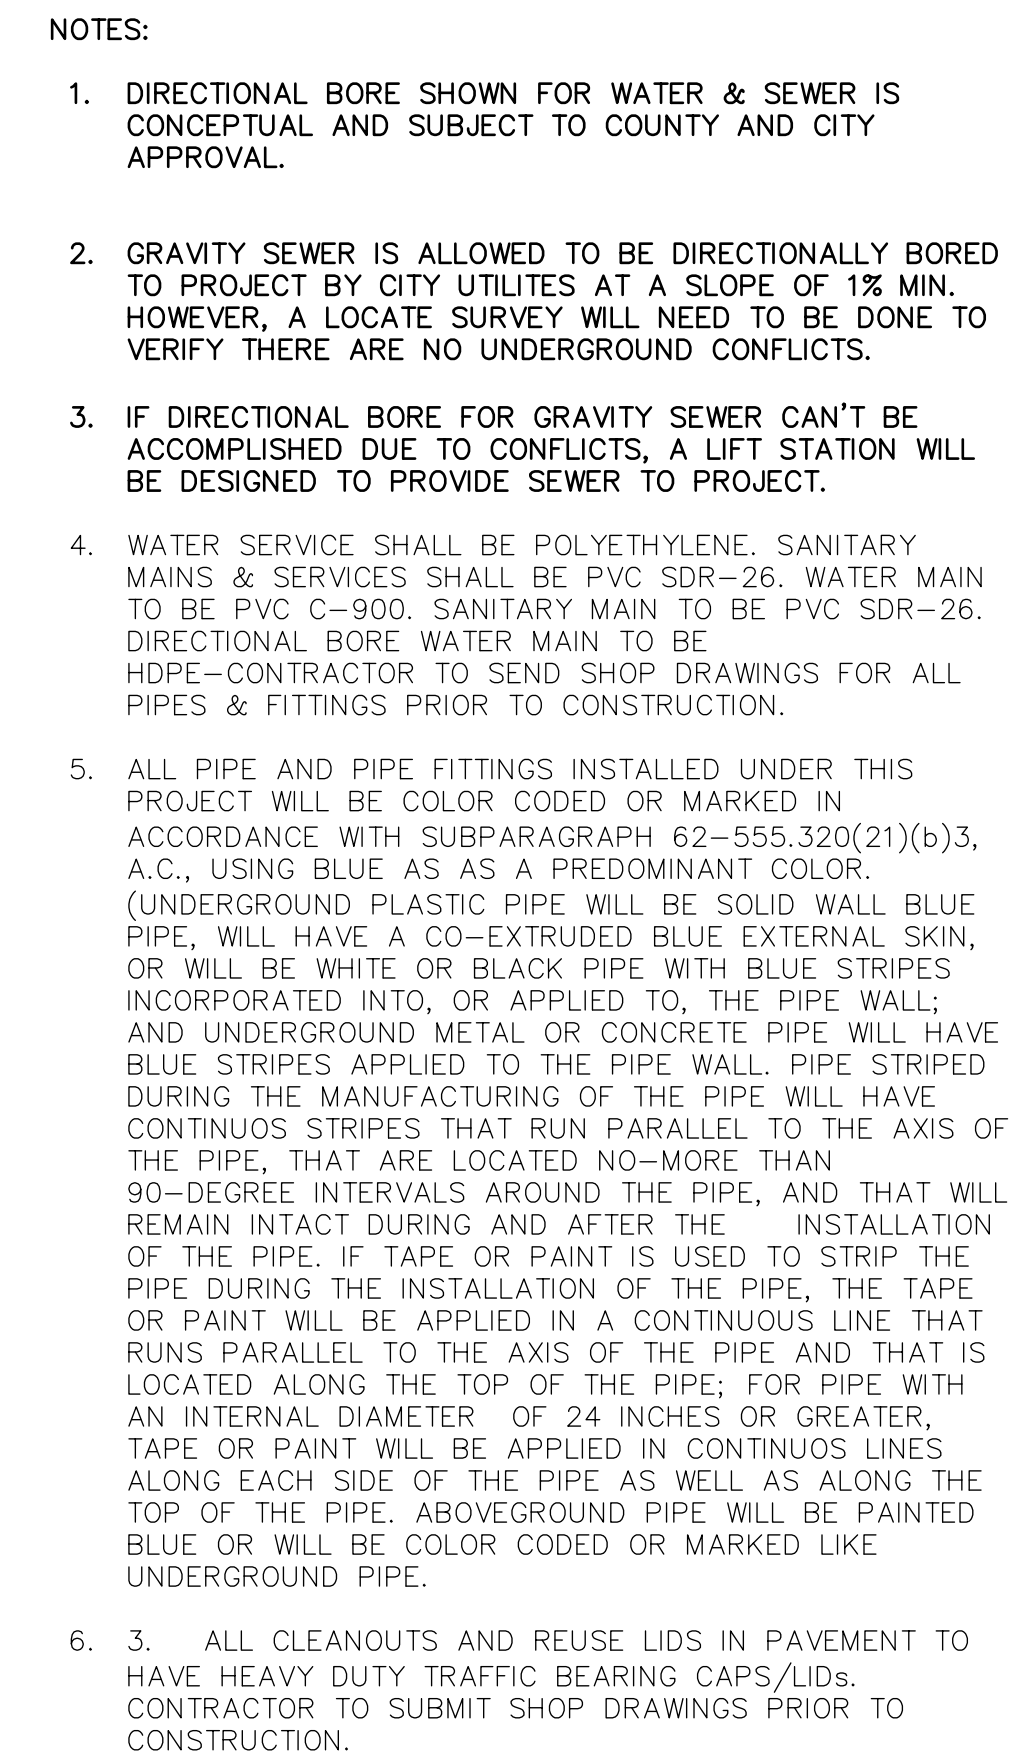 NOTES:
1. DIRECTIONAL BORE SHOWN FOR WATER & SEWER IS
CONCEPTUAL AND SUBJECT TO COUNTY AND CITY
APPROVAL.
2. GRAVITY SEWER IS ALLOWED TO BE DIRECTIONALLY BORED
TO PROJECT BY CITY UTILITES AT A SLOPE OF 1% MIN.
HOWEVER, A LOCATE SURVEY WILL NEED TO BE DONE TO
VERIFY THERE ARE NO UNDERGROUND CONFLICTS.
3. IF DIRECTIONAL BORE FOR GRAVITY SEWER CAN'T BE
ACCOMPLISHED DUE TO CONFLICTS, A LIFT STATION WILL
BE DESIGNED TO PROVIDE SEWER TO PROJECT.
4. WATER SERVICE SHALL BE POLYETHYLENE. SANITARY
MAINS & SERVICES SHALL BE PVC SDR-26. WATER MAIN
TO BE PVC C-900. SANITARY MAIN TO BE PVC SDR-26.
DIRECTIONAL BORE WATER MAIN TO BE
HDPE-CONTRACTOR TO SEND SHOP DRAWINGS FOR ALL
PIPES & FITTINGS PRIOR TO CONSTRUCTION.
5. ALL PIPE AND PIPE FITTINGS INSTALLED UNDER THIS
PROJECT WILL BE COLOR CODED OR MARKED IN
ACCORDANCE WITH SUBPARAGRAPH 62-555.320(21)(b)3,
A.C., USING BLUE AS AS A PREDOMINANT COLOR.
(UNDERGROUND PLASTIC PIPE WILL BE SOLID WALL BLUE
PIPE, WILL HAVE A CO-EXTRUDED BLUE EXTERNAL SKIN,
OR WILL BE WHITE OR BLACK PIPE WITH BLUE STRIPES
INCORPORATED INTO, OR APPLIED TO, THE PIPE WALL;
AND UNDERGROUND METAL OR CONCRETE PIPE WILL HAVE
BLUE STRIPES APPLIED TO THE PIPE WALL. PIPE STRIPED
DURING THE MANUFACTURING OF THE PIPE WILL HAVE
CONTINUOS STRIPES THAT RUN PARALLEL TO THE AXIS OF
THE PIPE, THAT ARE LOCATED NO-MORE THAN
90-DEGREE INTERVALS AROUND THE PIPE, AND THAT WILL
REMAIN INTACT DURING AND AFTER THE INSTALLATION
OF THE PIPE. IF TAPE OR PAINT IS USED TO STRIP THE
PIPE DURING THE INSTALLATION OF THE PIPE, THE TAPE
OR PAINT WILL BE APPLIED IN A CONTINUOUS LINE THAT
RUNS PARALLEL TO THE AXIS OF THE PIPE AND THAT IS
LOCATED ALONG THE TOP OF THE PIPE; FOR PIPE WITH
AN INTERNAL DIAMETER OF 24 INCHES OR GREATER,
TAPE OR PAINT WILL BE APPLIED IN CONTINUOS LINES
ALONG EACH SIDE OF THE PIPE AS WELL AS ALONG THE
TOP OF THE PIPE. ABOVEGROUND PIPE WILL BE PAINTED
BLUE OR WILL BE COLOR CODED OR MARKED LIKE
UNDERGROUND PIPE.
6. 3. ALL CLEANOUTS AND REUSE LIDS IN PAVEMENT TO
HAVE HEAVY DUTY TRAFFIC BEARING CAPS/LIDs.
CONTRACTOR TO SUBMIT SHOP DRAWINGS PRIOR TO
CONSTRUCTION.